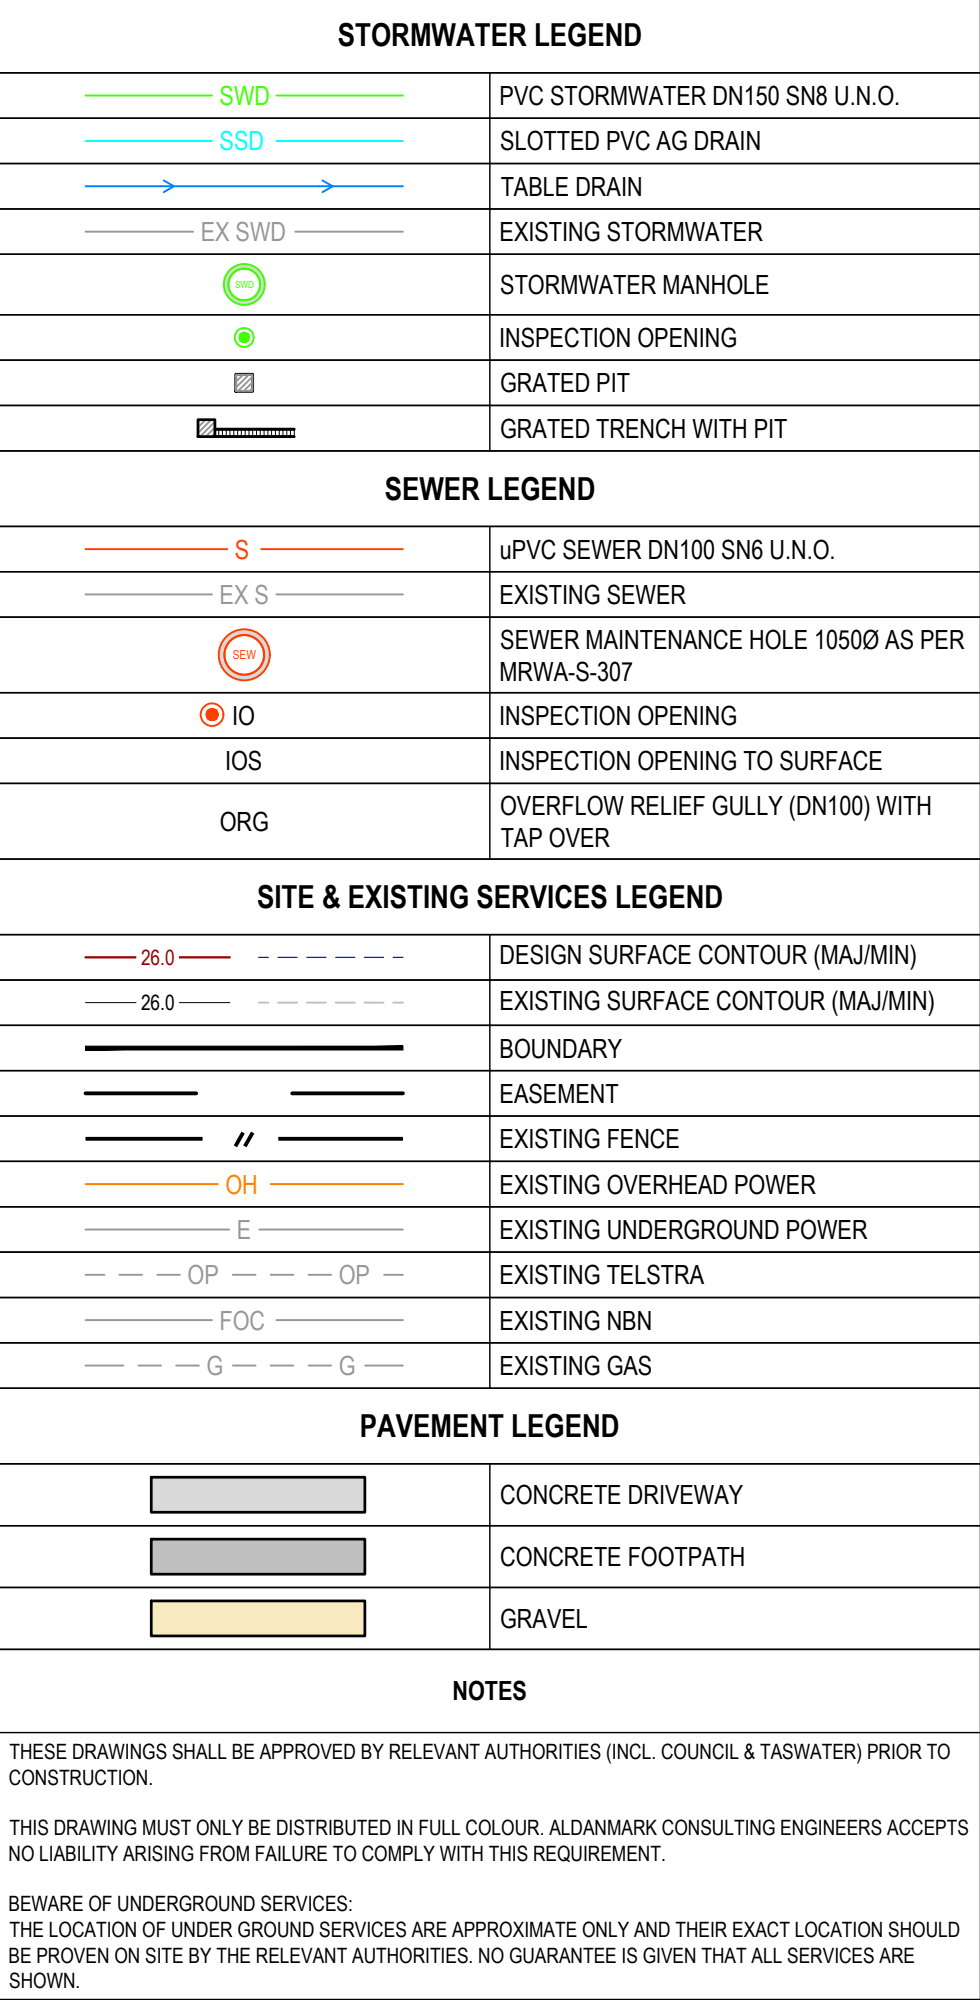 STORMWATER LEGEND
SWD PVC STORMWATER DN150 SN8 U.N.O.
SSD SLOTTED PVC AG DRAIN
TABLE DRAIN
EX SWD EXISTING STORMWATER
SWD STORMWATER MANHOLE
INSPECTION OPENING
GRATED PIT
GRATED TRENCH WITH PIT
SEWER LEGEND
S uPVC SEWER DN100 SN6 U.N.O.
EX S EXISTING SEWER
SEW SEWER MAINTENANCE HOLE 1050Ø AS PER
MRWA-S-307
IO INSPECTION OPENING
IOS INSPECTION OPENING TO SURFACE
ORG OVERFLOW RELIEF GULLY (DN100) WITH
TAP OVER
SITE & EXISTING SERVICES LEGEND
26.0 DESIGN SURFACE CONTOUR (MAJ/MIN)
26.0 EXISTING SURFACE CONTOUR (MAJ/MIN)
BOUNDARY
EASEMENT
EXISTING FENCE
OH EXISTING OVERHEAD POWER
E EXISTING UNDERGROUND POWER
OP OP EXISTING TELSTRA
FOC EXISTING NBN
G G EXISTING GAS
PAVEMENT LEGEND
CONCRETE DRIVEWAY
CONCRETE FOOTPATH
GRAVEL
NOTES
THESE DRAWINGS SHALL BE APPROVED BY RELEVANT AUTHORITIES (INCL. COUNCIL & TASWATER) PRIOR TO
CONSTRUCTION.
THIS DRAWING MUST ONLY BE DISTRIBUTED IN FULL COLOUR. ALDANMARK CONSULTING ENGINEERS ACCEPTS
NO LIABILITY ARISING FROM FAILURE TO COMPLY WITH THIS REQUIREMENT.
BEWARE OF UNDERGROUND SERVICES:
THE LOCATION OF UNDER GROUND SERVICES ARE APPROXIMATE ONLY AND THEIR EXACT LOCATION SHOULD
BE PROVEN ON SITE BY THE RELEVANT AUTHORITIES. NO GUARANTEE IS GIVEN THAT ALL SERVICES ARE
SHOWN.